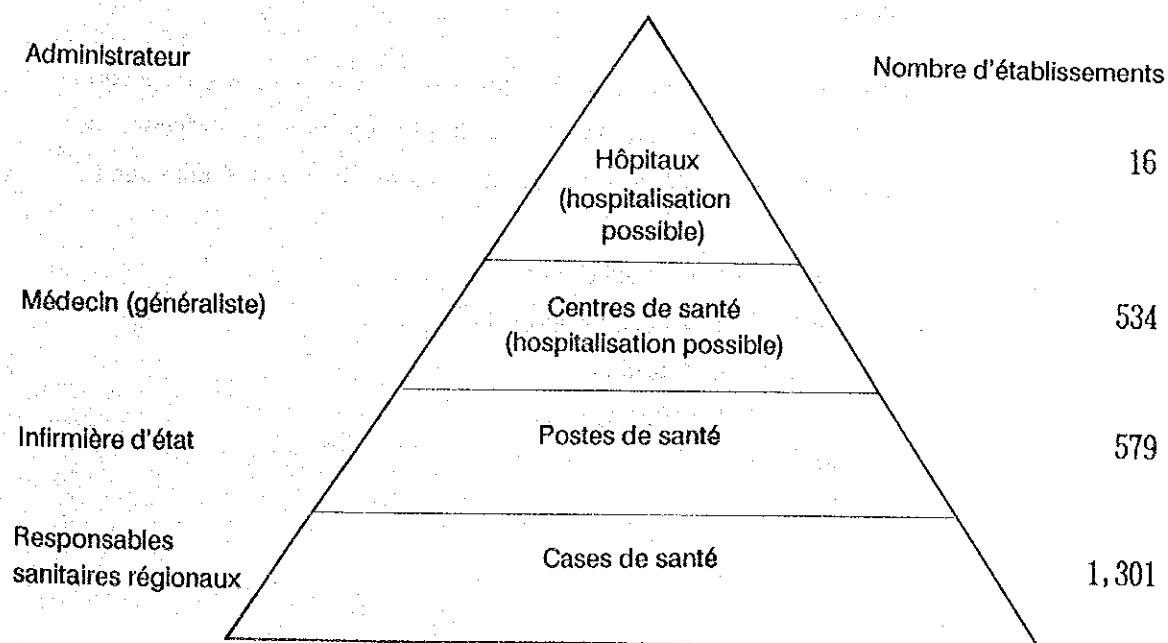 Administrateur
Nombre d'établissements
Hôpitaux
(hospitalisation
possible)
16
Médecin (généraliste)
Centres de santé
(hospitalisation possible)
534
Infirmière d'état
Postes de santé
579
Responsables
sanitaires régionaux
Cases de santé
1,301